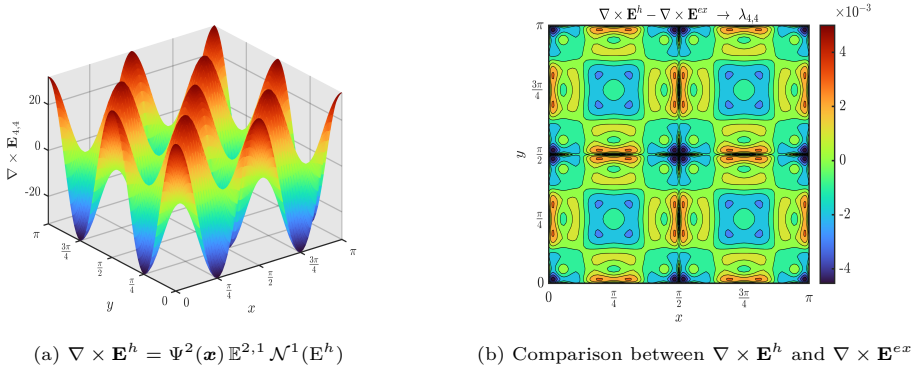 ∇ × E^h − ∇ × E^{ex} → λ_{4,4}
×10^{-3}
∇ × E_{4,4}
20
0
-20
π
3π/4
π/2
π/4
0
y
0
π/4
π/2
3π/4
π
x
π
3π/4
π/2
π/4
0
y
0
π/4
π/2
3π/4
π
x
4
2
0
-2
-4
(a) ∇ × E^h = Ψ^2(x) 𝔼^{2,1} 𝒩^1(E^h)
(b) Comparison between ∇ × E^h and ∇ × E^{ex}